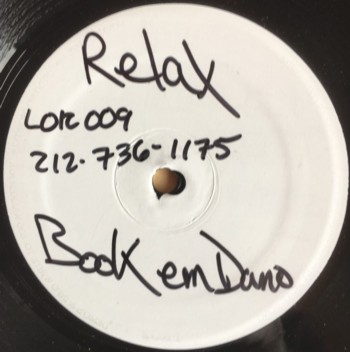 Relax
LOR 009
212-736-1175
Book em Dano